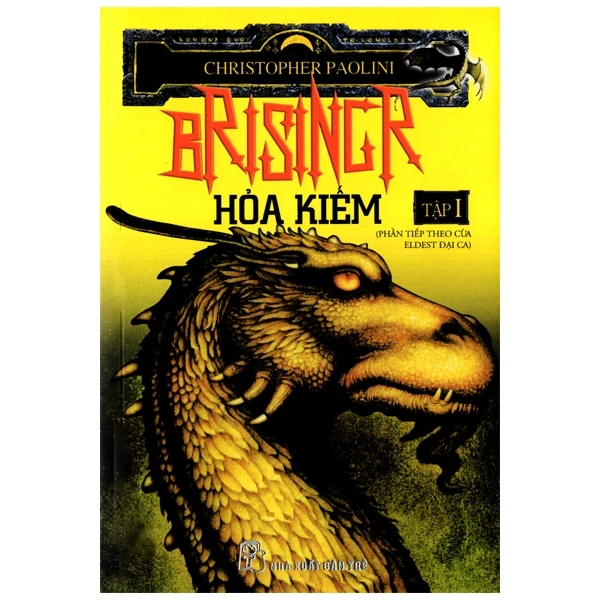 CHRISTOPHER PAOLINI
BRISINGR
HỎA KIẾM
TẬP I
(PHẦN TIẾP THEO CỦA
ELDEST ĐẠI CA)
NHÀ XUẤT BẢN TRẺ